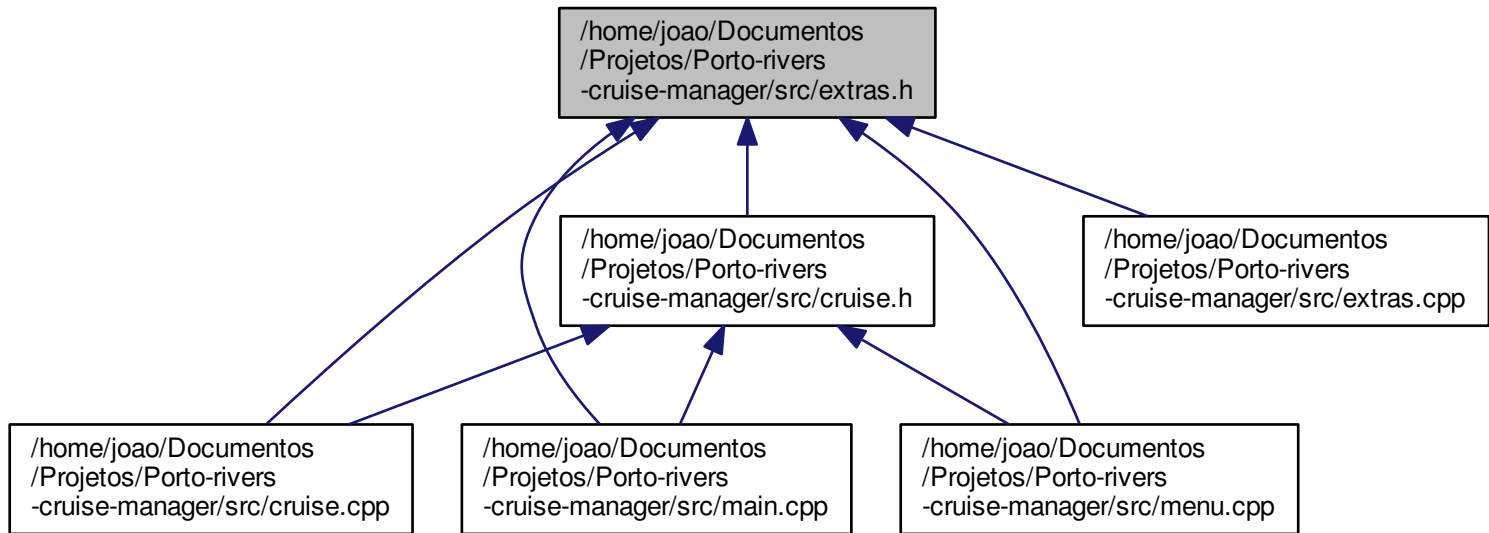 /home/joao/Documentos
/Projetos/Porto-rivers
-cruise-manager/src/extras.h
/home/joao/Documentos
/Projetos/Porto-rivers
-cruise-manager/src/cruise.h
/home/joao/Documentos
/Projetos/Porto-rivers
-cruise-manager/src/extras.cpp
/home/joao/Documentos
/Projetos/Porto-rivers
-cruise-manager/src/cruise.cpp
/home/joao/Documentos
/Projetos/Porto-rivers
-cruise-manager/src/main.cpp
/home/joao/Documentos
/Projetos/Porto-rivers
-cruise-manager/src/menu.cpp